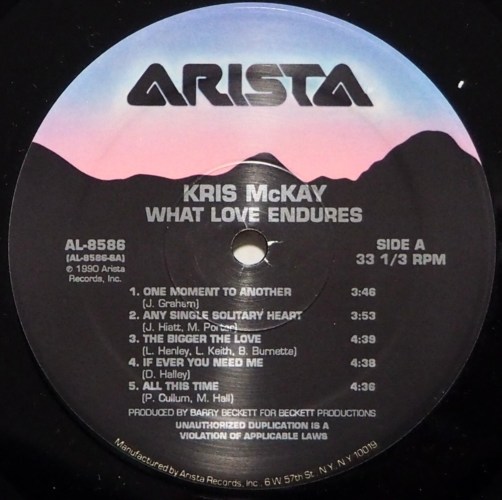 ARISTA
KRIS McKAY
WHAT LOVE ENDURES
AL-8586
(AL-8586-SA)
℗ 1990 Arista
Records, Inc.
SIDE A
33 1/3 RPM
1. ONE MOMENT TO ANOTHER 3:46
(J. Graham)
2. ANY SINGLE SOLITARY HEART 3:53
(J. Hiatt, M. Porter)
3. THE BIGGER THE LOVE 4:39
(L. Henley, L. Keith, B. Burnette)
4. IF EVER YOU NEED ME 4:38
(D. Halley)
5. ALL THIS TIME 4:36
(P. Cullum, M. Hall)
PRODUCED BY BARRY BECKETT FOR BECKETT PRODUCTIONS
UNAUTHORIZED DUPLICATION IS A
VIOLATION OF APPLICABLE LAWS
Manufactured by Arista Records, Inc. 6 W 57th St. N.Y. N.Y 10019